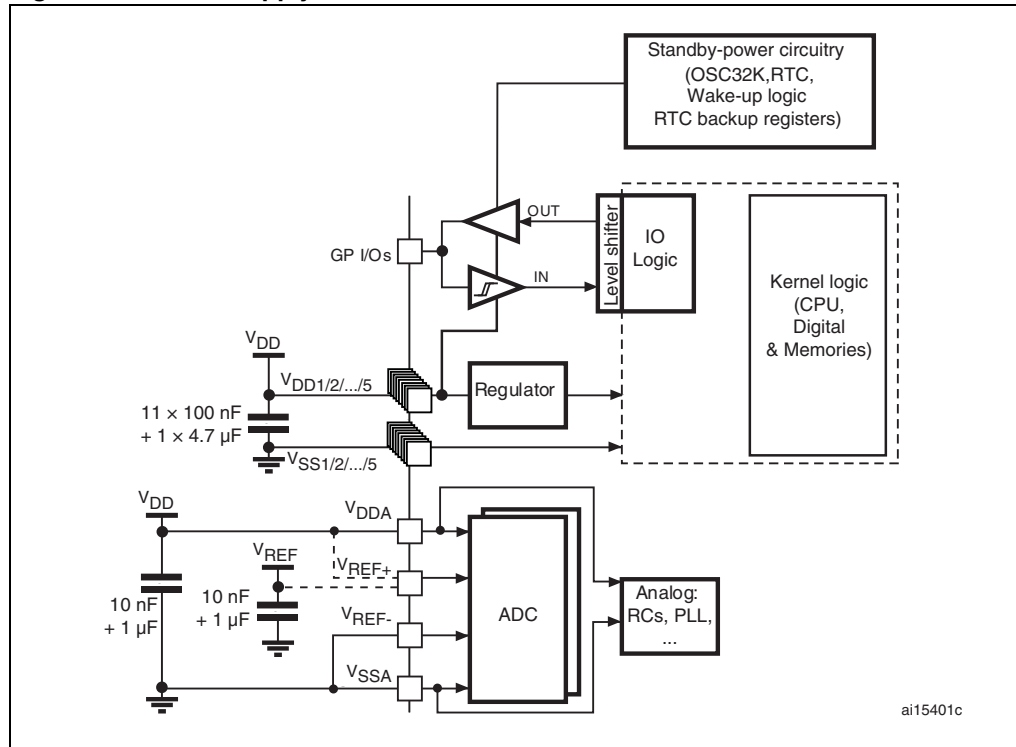 Standby-power circuitry
(OSC32K,RTC,
Wake-up logic
RTC backup registers)
OUT
GP I/Os
IN
Level shifter
IO
Logic
Kernel logic
(CPU,
Digital
& Memories)
VDD
VDD1/2/.../5
Regulator
11 × 100 nF
+ 1 × 4.7 µF
VSS1/2/.../5
VDD
VDDA
VREF
VREF+
10 nF
+ 1 µF
10 nF
+ 1 µF
VREF-
ADC
Analog:
RCs, PLL,
...
VSSA
ai15401c